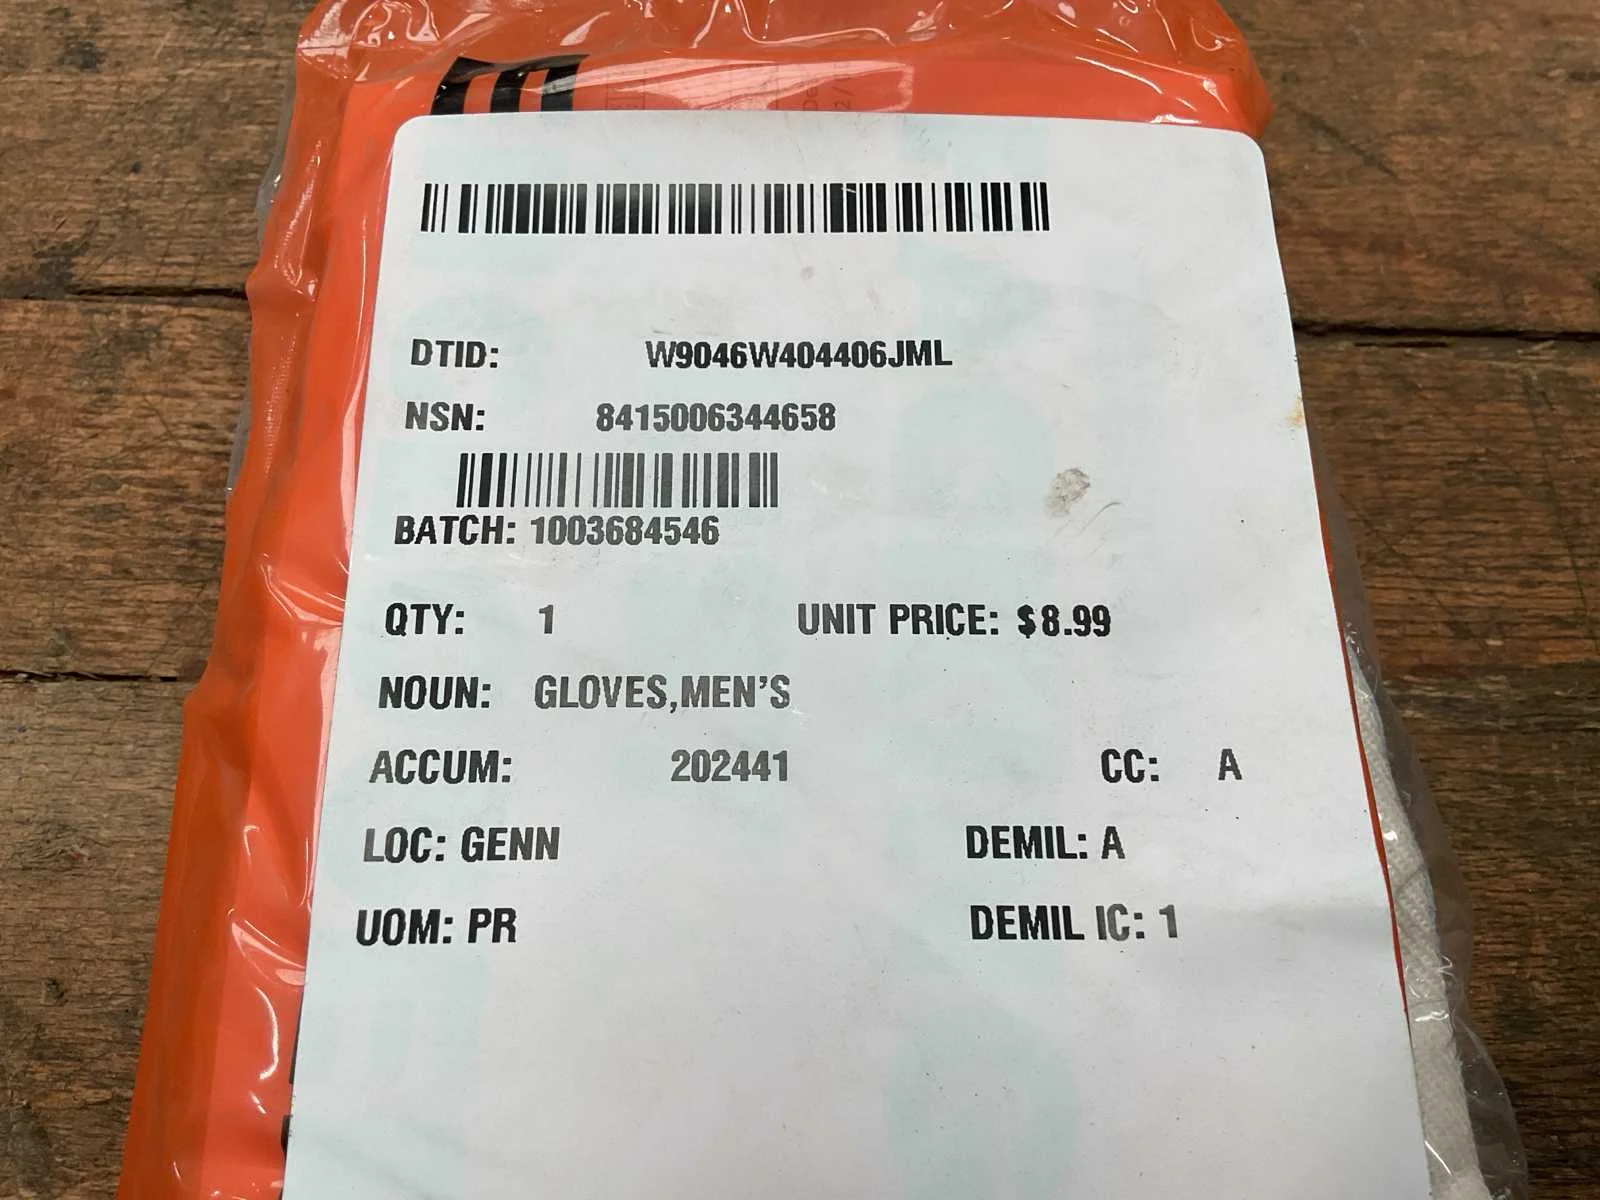 DTID: W9046W404406JML
NSN: 8415006344658
BATCH: 1003684546
QTY: 1 UNIT PRICE: $8.99
NOUN: GLOVES,MEN'S
ACCUM: 202441 CC: A
LOC: GENN DEMIL: A
UOM: PR DEMIL IC: 1